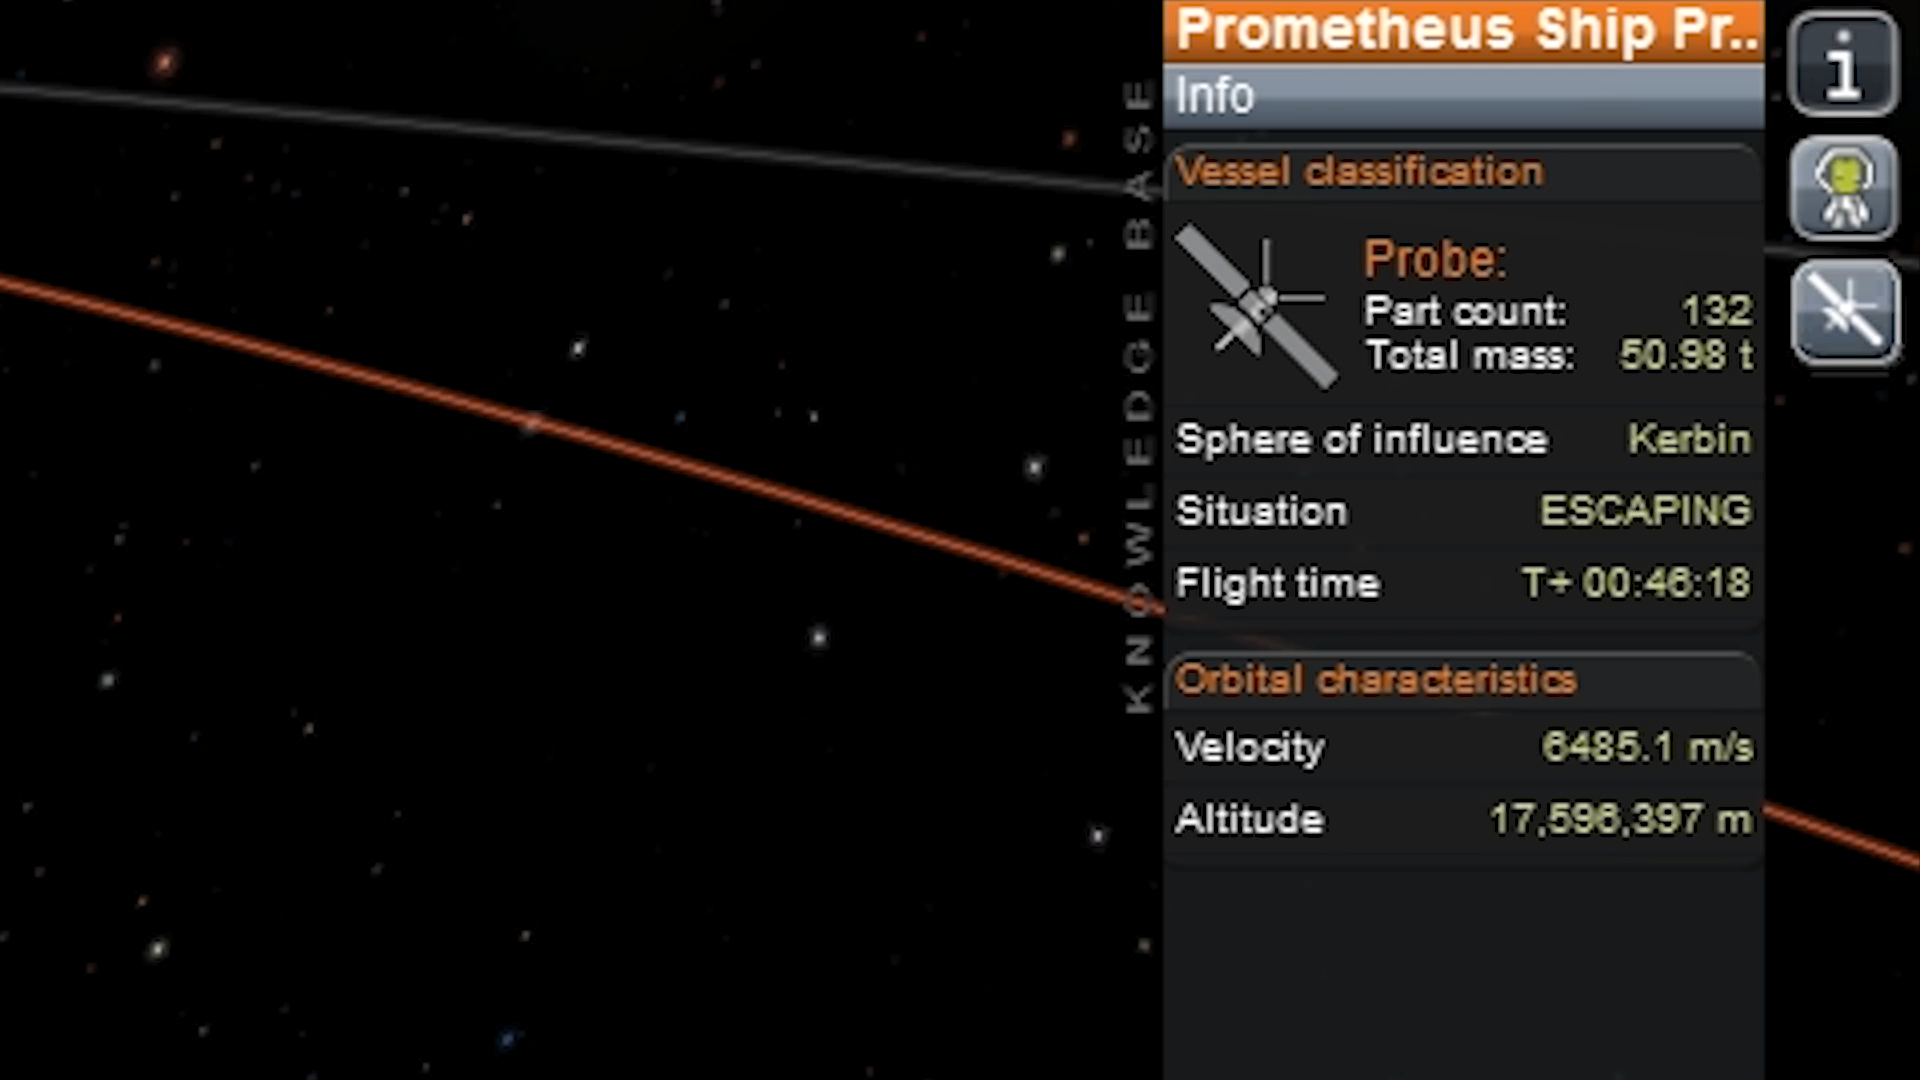 Prometheus Ship Pr..
Info
KNOWLEDGE BASE
Vessel classification
Probe:
Part count: 132
Total mass: 50.98 t
Sphere of influence Kerbin
Situation ESCAPING
Flight time T+ 00:46:18
Orbital characteristics
Velocity 6485.1 m/s
Altitude 17,596,397 m